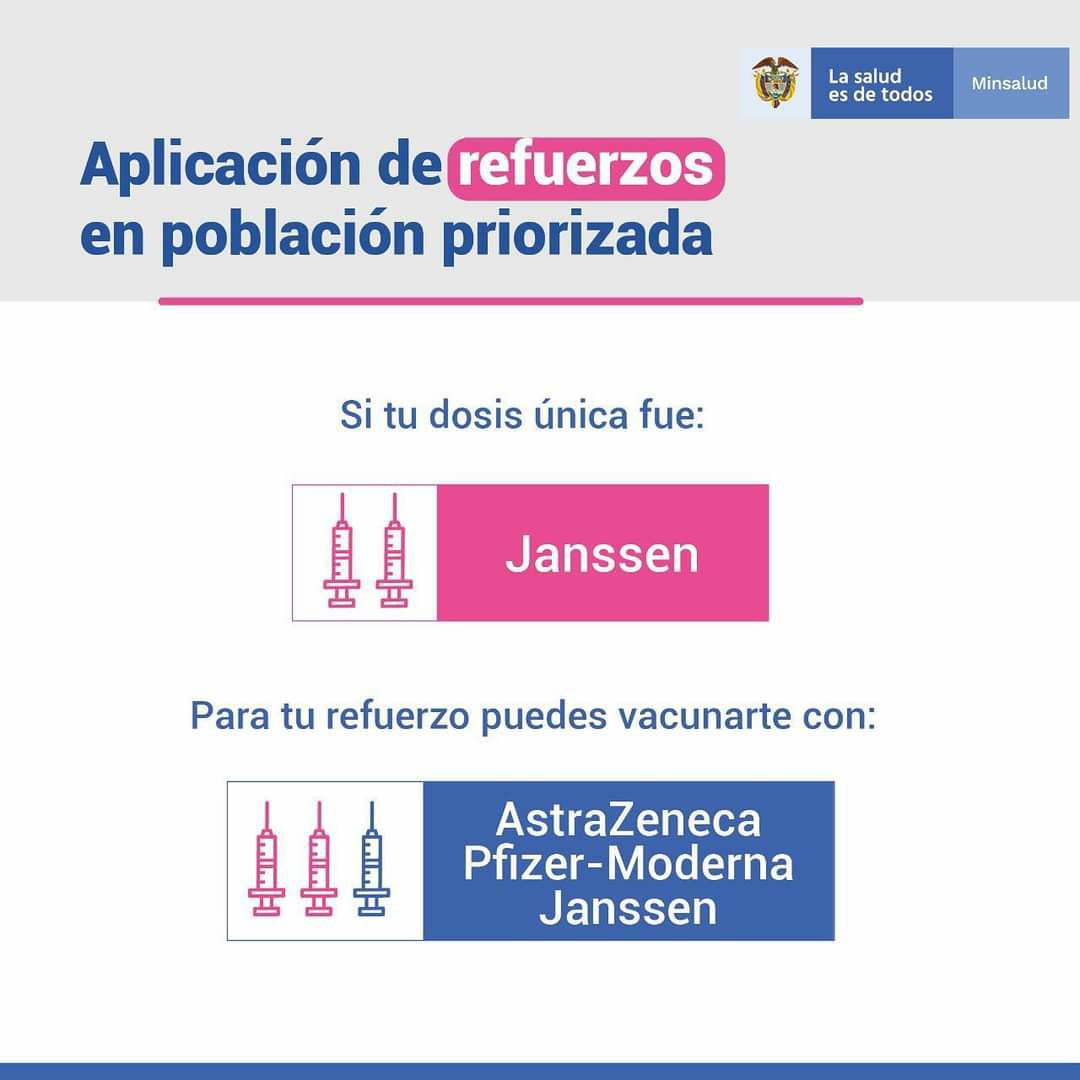 La salud
es de todos
Minsalud
Aplicación de refuerzos
en población priorizada
Si tu dosis única fue:
Janssen
Para tu refuerzo puedes vacunarte con:
AstraZeneca
Pfizer-Moderna
Janssen